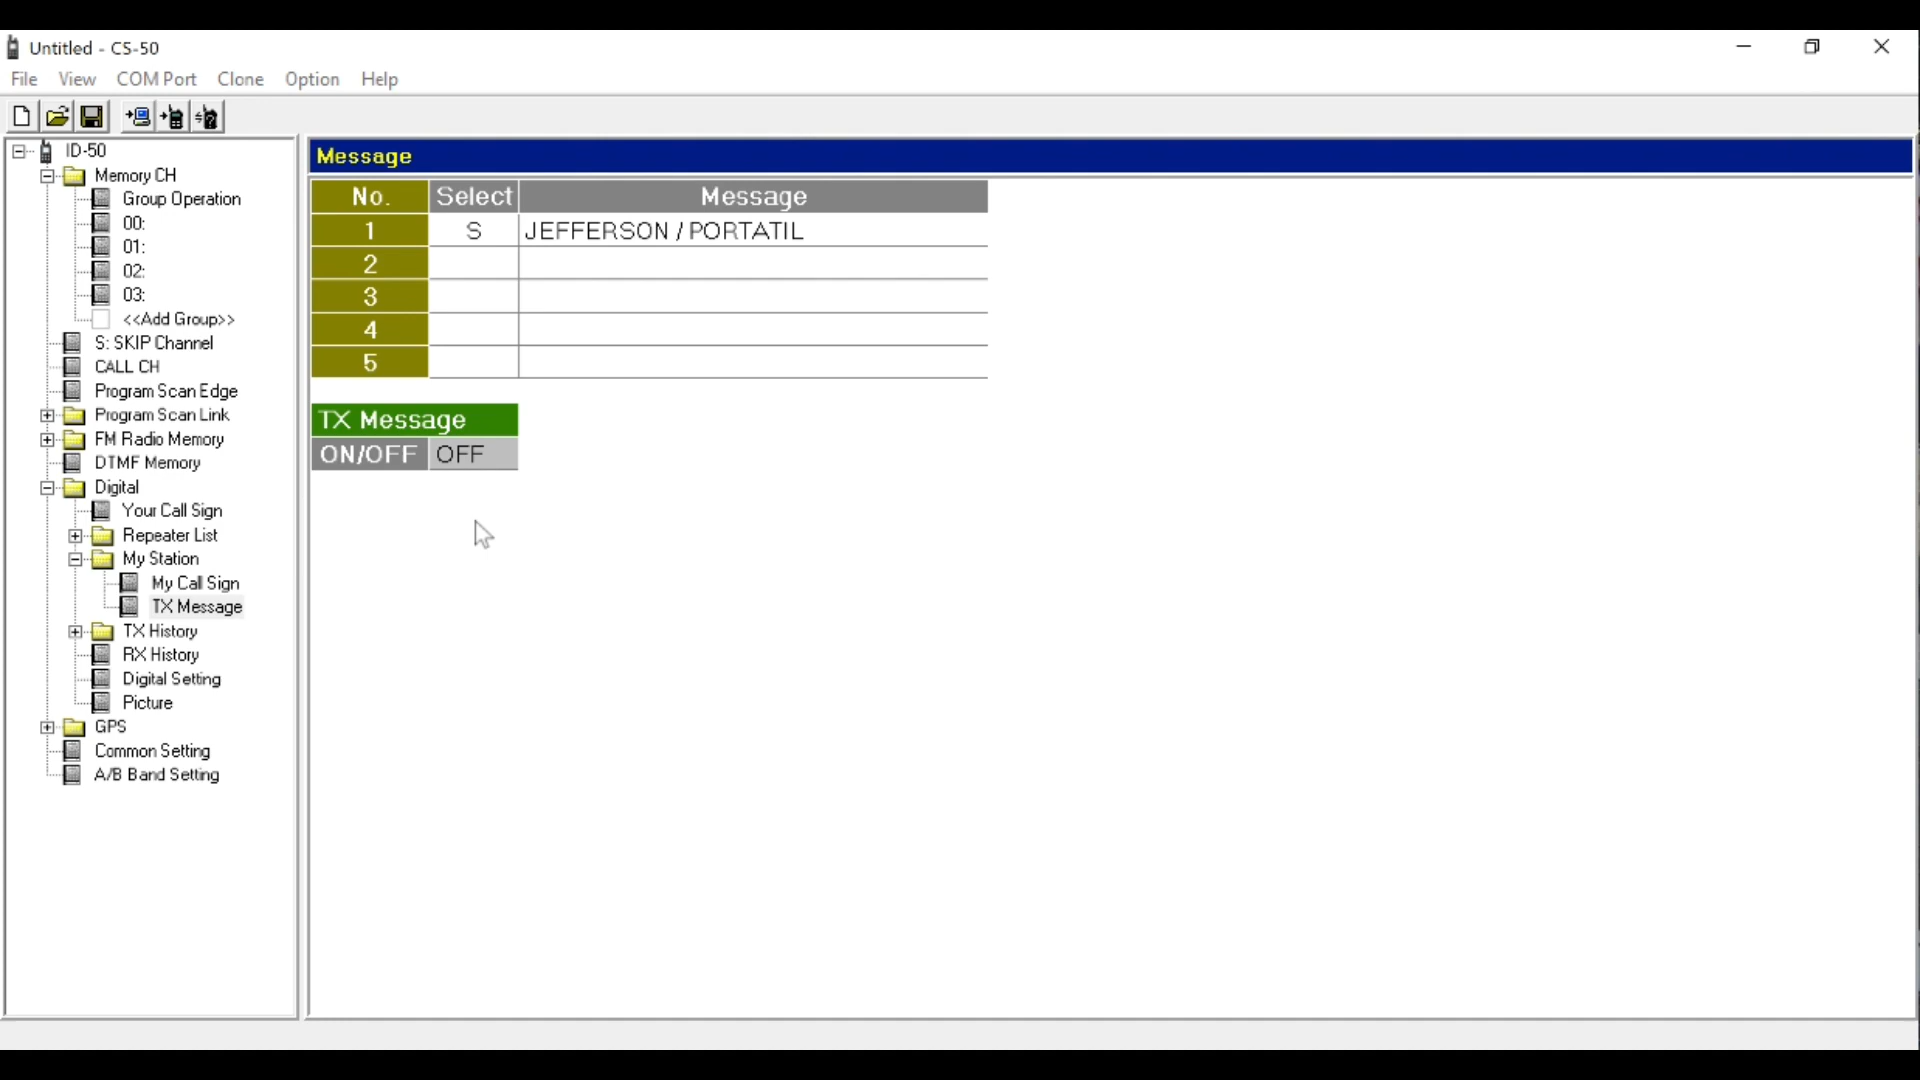 Untitled - CS-50
File View COM Port Clone Option Help
ID-50
Memory CH
Group Operation
00:
01:
02:
03:
<<Add Group>>
S: SKIP Channel
CALL CH
Program Scan Edge
Program Scan Link
FM Radio Memory
DTMF Memory
Digital
Your Call Sign
Repeater List
My Station
My Call Sign
TX Message
TX History
RX History
Digital Setting
Picture
GPS
Common Setting
A/B Band Setting
Message
No. Select Message
1 S JEFFERSON / PORTATIL
2
3
4
5
TX Message
ON/OFF OFF